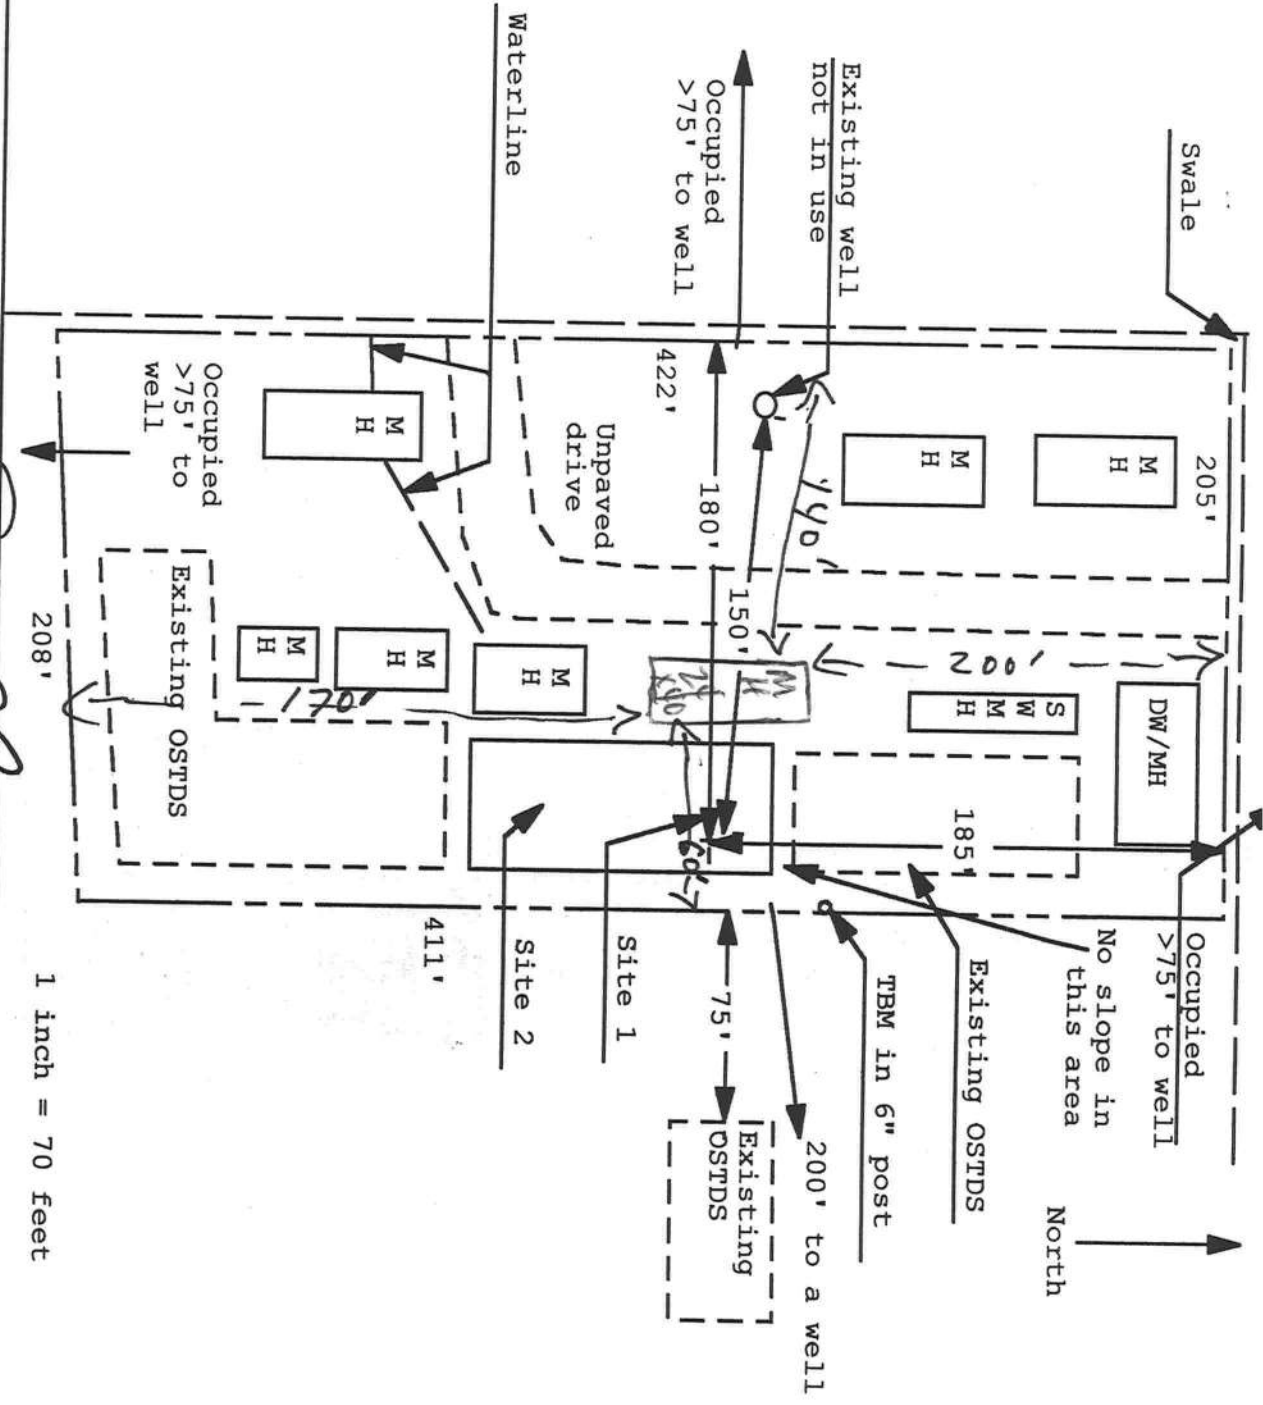 Swale
Existing well
not in use
Occupied
>75' to well
Waterline
205'
M
H
M
H
140'
422'
180'
150'
Unpaved
drive
M
H
Occupied
>75' to
well
200'
DW/MH
S
W
M
H
M
H
24
x40
M
H
M
H
M
H
170'
Existing OSTDS
208'
185'
60'
Occupied
>75' to well
No slope in
this area
Existing OSTDS
TBM in 6" post
75'
Site 1
Site 2
411'
200' to a well
Existing
OSTDS
North
1 inch = 70 feet